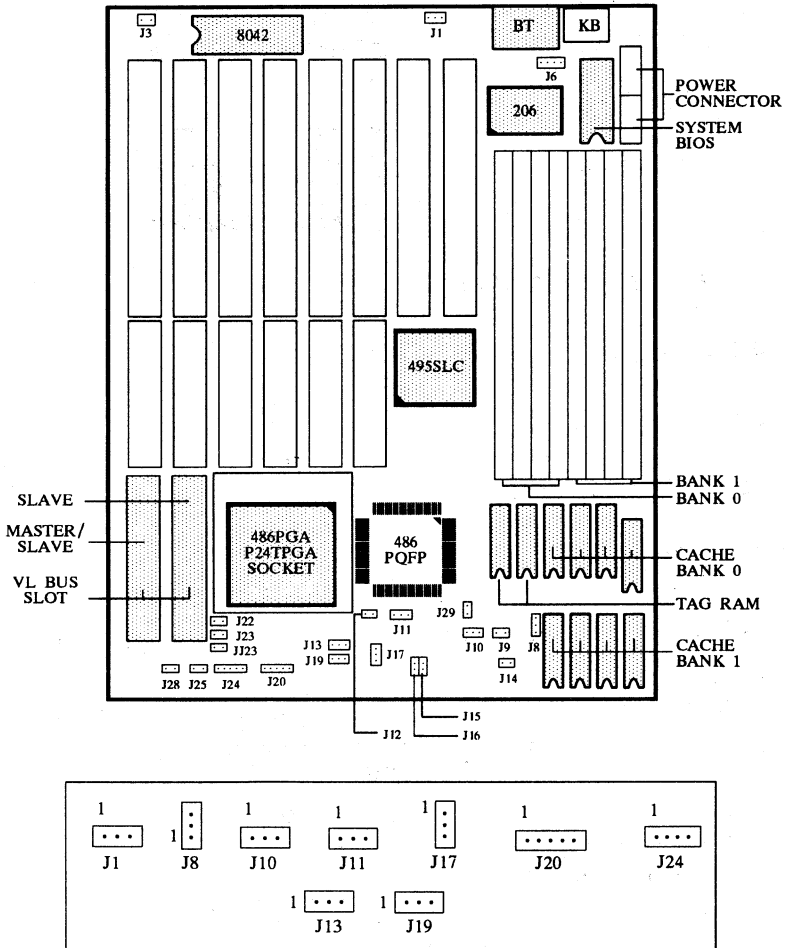 J3
8042
J1
BT
KB
J6
206
POWER
CONNECTOR
SYSTEM
BIOS
495SLC
BANK 1
BANK 0
SLAVE
MASTER/
SLAVE
VL BUS
SLOT
486PGA
P24TPGA
SOCKET
486
PQFP
CACHE
BANK 0
TAG RAM
J29
J22
J23
JJ23
J13
J19
J11
J17
J10
J9
J8
J14
CACHE
BANK 1
J28
J25
J24
J20
J15
J12
J16
1
J1
1
J8
1
J10
1
J11
1
J17
1
J20
1
J24
1
J13
1
J19